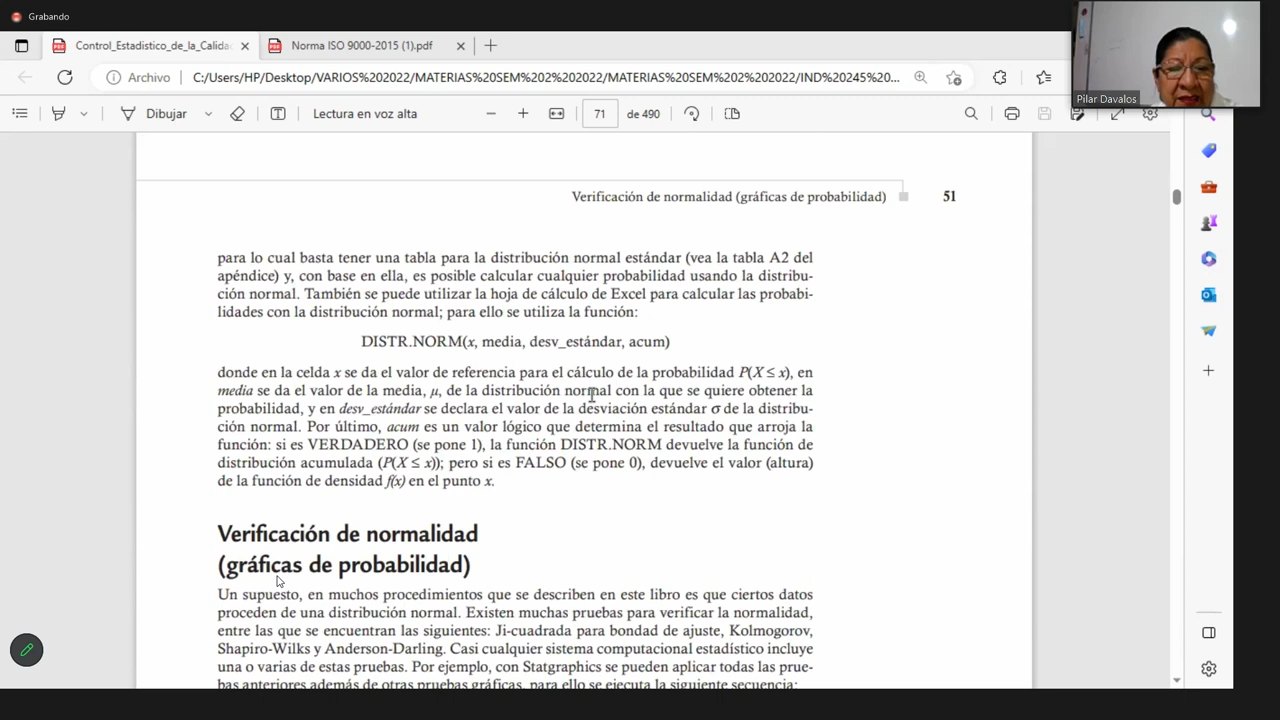 Grabando
Control_Estadistico_de_la_Calida
Norma ISO 9000-2015 (1).pdf
Archivo
C:/Users/HP/Desktop/VARIOS%202022/MATERIAS%20SEM%202%202022/MATERIAS%20SEM%202%202022/IND%20245%20...
Pilar Davalos
Dibujar
Lectura en voz alta
71
de 490
Verificación de normalidad (gráficas de probabilidad)
51
para lo cual basta tener una tabla para la distribución normal estándar (vea la tabla A2 del
apéndice) y, con base en ella, es posible calcular cualquier probabilidad usando la distribu-
ción normal. También se puede utilizar la hoja de cálculo de Excel para calcular las probabi-
lidades con la distribución normal; para ello se utiliza la función:
DISTR.NORM(x, media, desv_estándar, acum)
donde en la celda x se da el valor de referencia para el cálculo de la probabilidad P(X ≤ x), en
media se da el valor de la media, μ, de la distribución normal con la que se quiere obtener la
probabilidad, y en desv_estándar se declara el valor de la desviación estándar σ de la distribu-
ción normal. Por último, acum es un valor lógico que determina el resultado que arroja la
función: si es VERDADERO (se pone 1), la función DISTR.NORM devuelve la función de
distribución acumulada (P(X ≤ x)); pero si es FALSO (se pone 0), devuelve el valor (altura)
de la función de densidad f(x) en el punto x.
Verificación de normalidad
(gráficas de probabilidad)
Un supuesto, en muchos procedimientos que se describen en este libro es que ciertos datos
proceden de una distribución normal. Existen muchas pruebas para verificar la normalidad,
entre las que se encuentran las siguientes: Ji-cuadrada para bondad de ajuste, Kolmogorov,
Shapiro-Wilks y Anderson-Darling. Casi cualquier sistema computacional estadístico incluye
una o varias de estas pruebas. Por ejemplo, con Statgraphics se pueden aplicar todas las prue-
bas anteriores además de otras pruebas gráficas, para ello se ejecuta la siguiente secuencia: